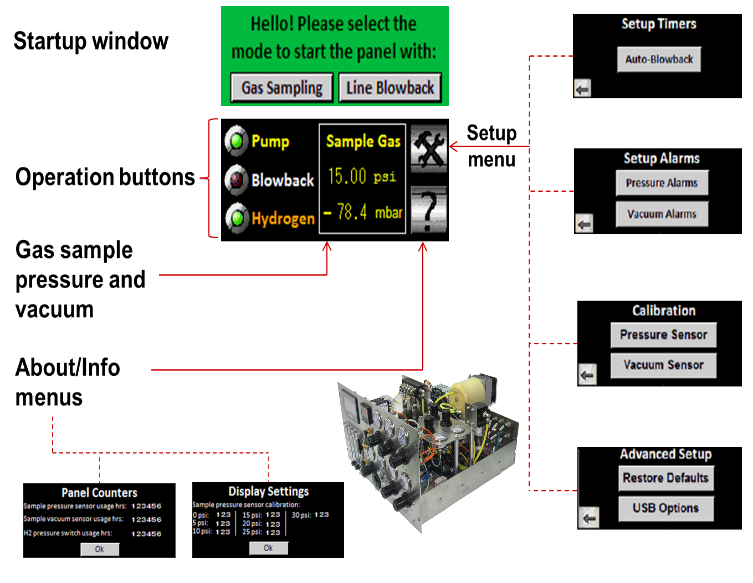 Startup window
Hello! Please select the
mode to start the panel with:
Gas Sampling
Line Blowback
Operation buttons
Pump
Blowback
Hydrogen
Sample Gas
15.00 psi
- 78.4 mbar
?
Setup
menu
Gas sample
pressure and
vacuum
About/Info
menus
Setup Timers
Auto-Blowback
Setup Alarms
Pressure Alarms
Vacuum Alarms
Calibration
Pressure Sensor
Vacuum Sensor
Advanced Setup
Restore Defaults
USB Options
Panel Counters
Sample pressure sensor usage hrs: 123456
Sample vacuum sensor usage hrs: 123456
H2 pressure switch usage hrs: 123456
Ok
Display Settings
Sample pressure sensor calibration:
0 psi: 123 15 psi: 123 30 psi: 123
5 psi: 123 20 psi: 123
10 psi: 123 25 psi: 123
Ok